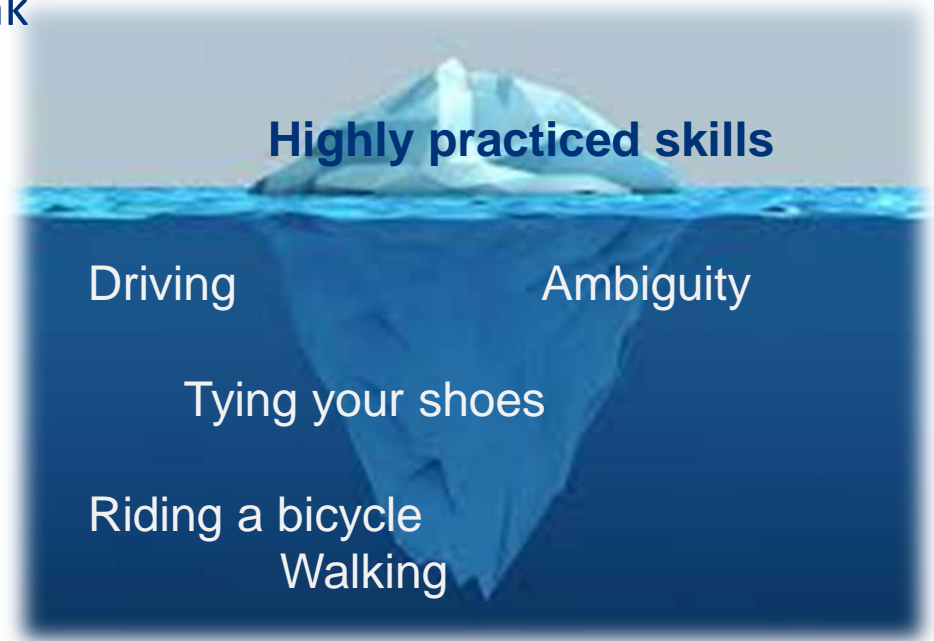 Highly practiced skills
Driving Ambiguity
Tying your shoes
Riding a bicycle
Walking